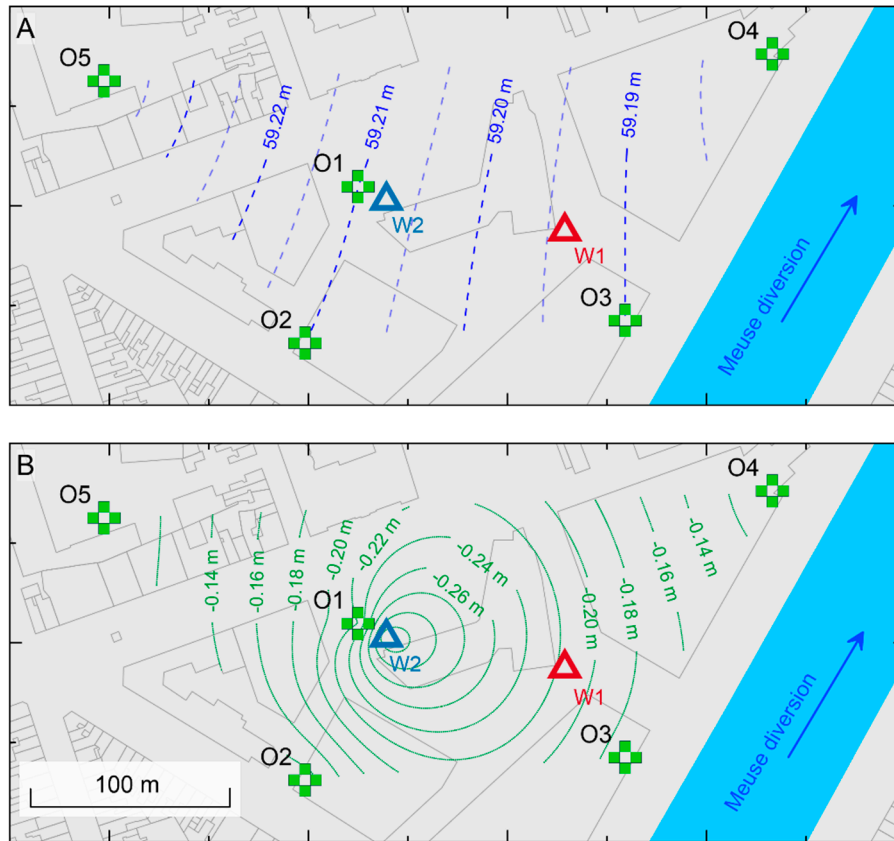 A
O5
O4
59.22 m
59.21 m
59.20 m
59.19 m
O1
W2
W1
O2
O3
Meuse diversion
B
O5
O4
-0.14 m
-0.16 m
-0.18 m
-0.20 m
-0.22 m
-0.24 m
-0.26 m
-0.20 m
-0.18 m
-0.16 m
-0.14 m
O1
W2
W1
O2
O3
Meuse diversion
100 m